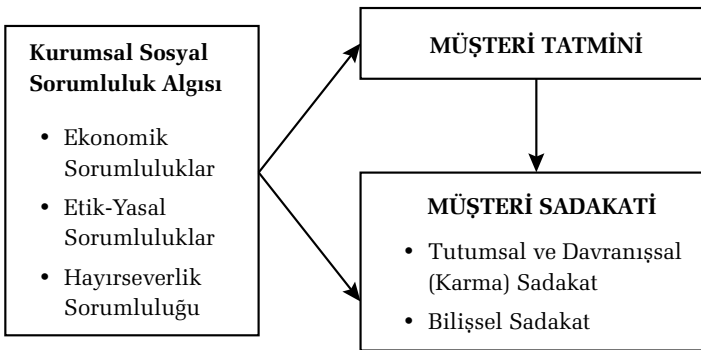 Kurumsal Sosyal
Sorumluluk Algısı
• Ekonomik
Sorumluluklar
• Etik-Yasal
Sorumluluklar
• Hayırseverlik
Sorumluluğu
MÜŞTERİ TATMİNİ
MÜŞTERİ SADAKATİ
• Tutumsal ve Davranışsal
(Karma) Sadakat
• Bilişsel Sadakat